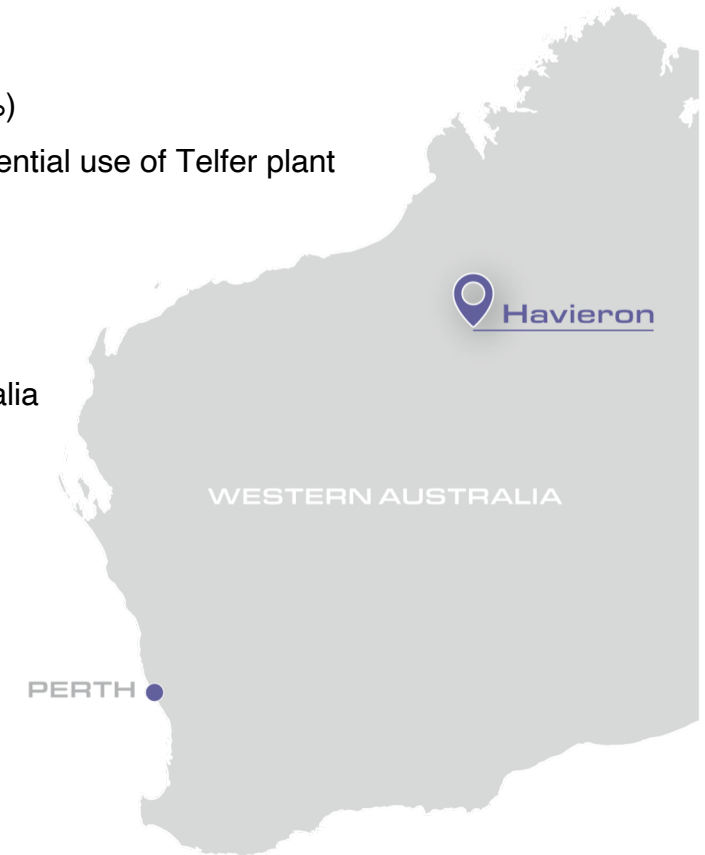 %)
ential use of Telfer plant
Havieron
alia
WESTERN AUSTRALIA
PERTH